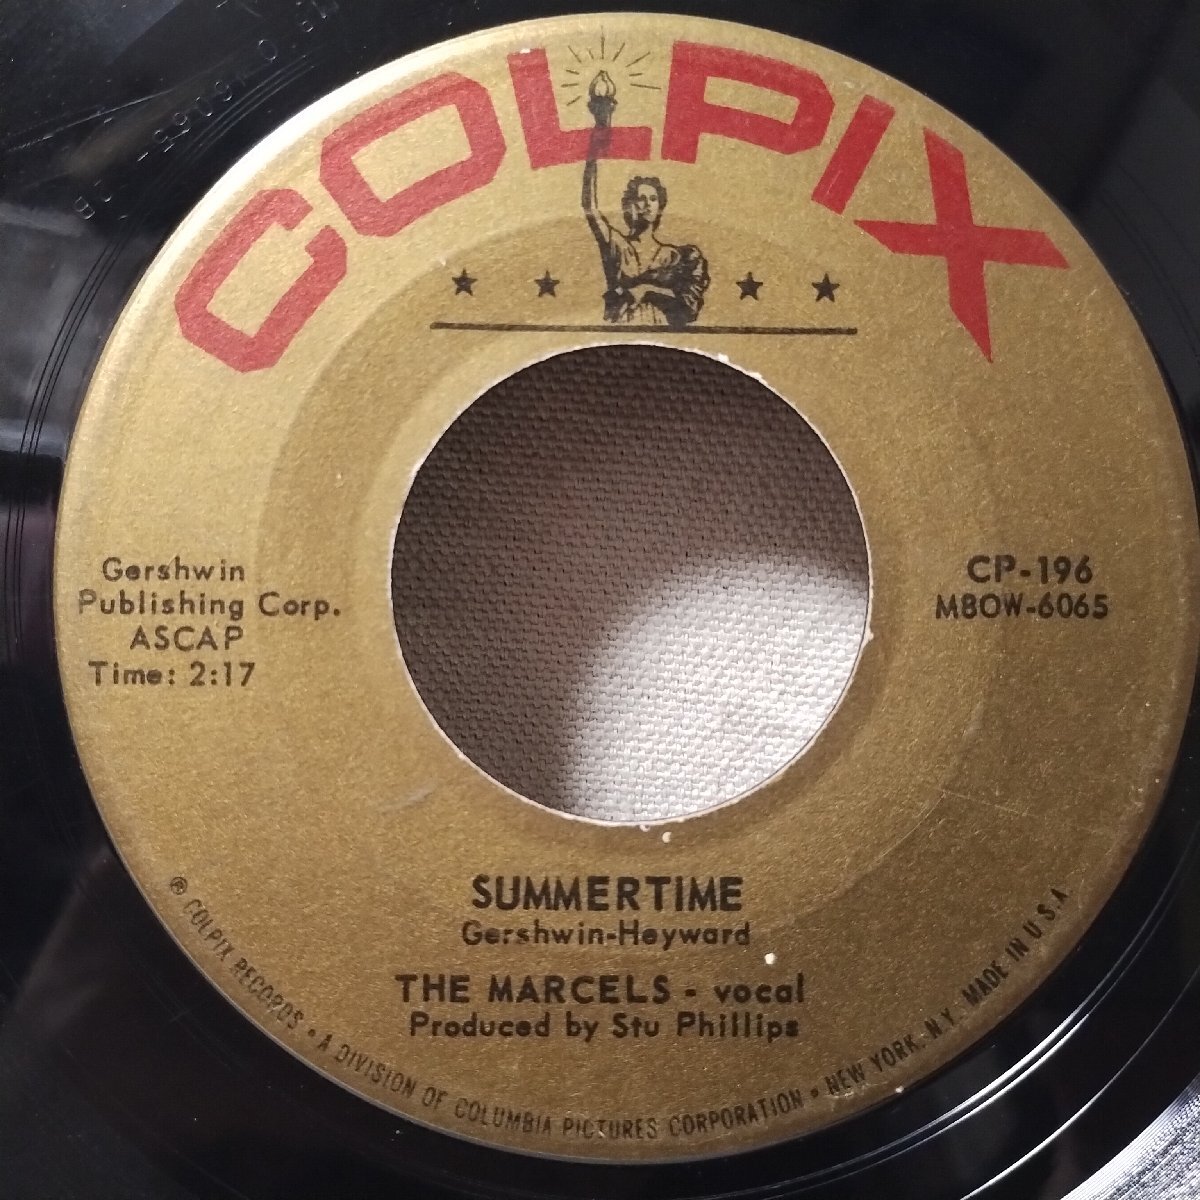 COLPIX
Gershwin
Publishing Corp.
ASCAP
Time: 2:17
CP-196
MBOW-6065
SUMMERTIME
Gershwin-Heyward
THE MARCELS - vocal
Produced by Stu Phillips
® COLPIX RECORDS • A DIVISION OF COLUMBIA PICTURES CORPORATION • NEW YORK, N.Y. MADE IN U.S.A